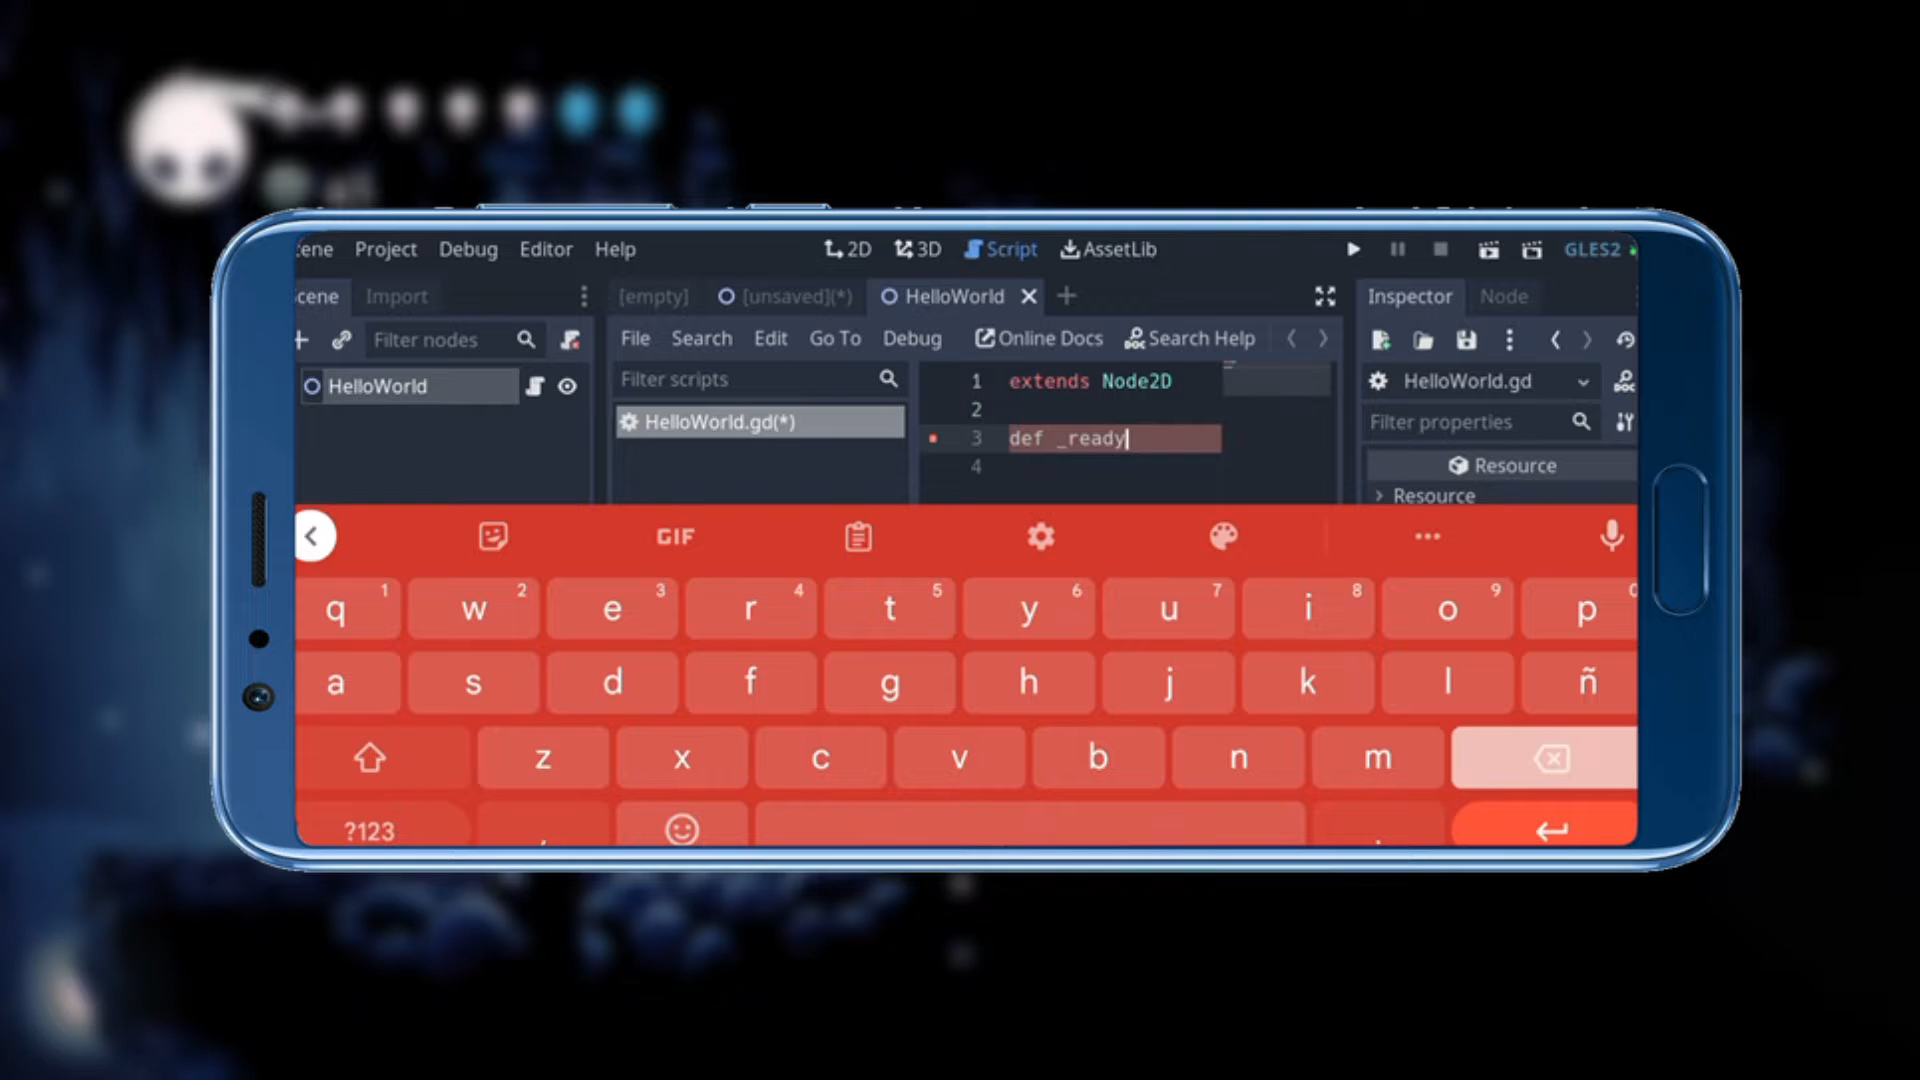 cene Project Debug Editor Help 2D 3D Script AssetLib GLES2
cene Import [empty] [unsaved](*) HelloWorld Inspector Node
Filter nodes File Search Edit Go To Debug Online Docs Search Help
HelloWorld Filter scripts 1 extends Node2D HelloWorld.gd
2
HelloWorld.gd(*) 3 def _ready Filter properties
4 Resource
Resource
GIF
q 1 w 2 e 3 r 4 t 5 y 6 u 7 i 8 o 9 p 0
a s d f g h j k l ñ
z x c v b n m
?123 , .